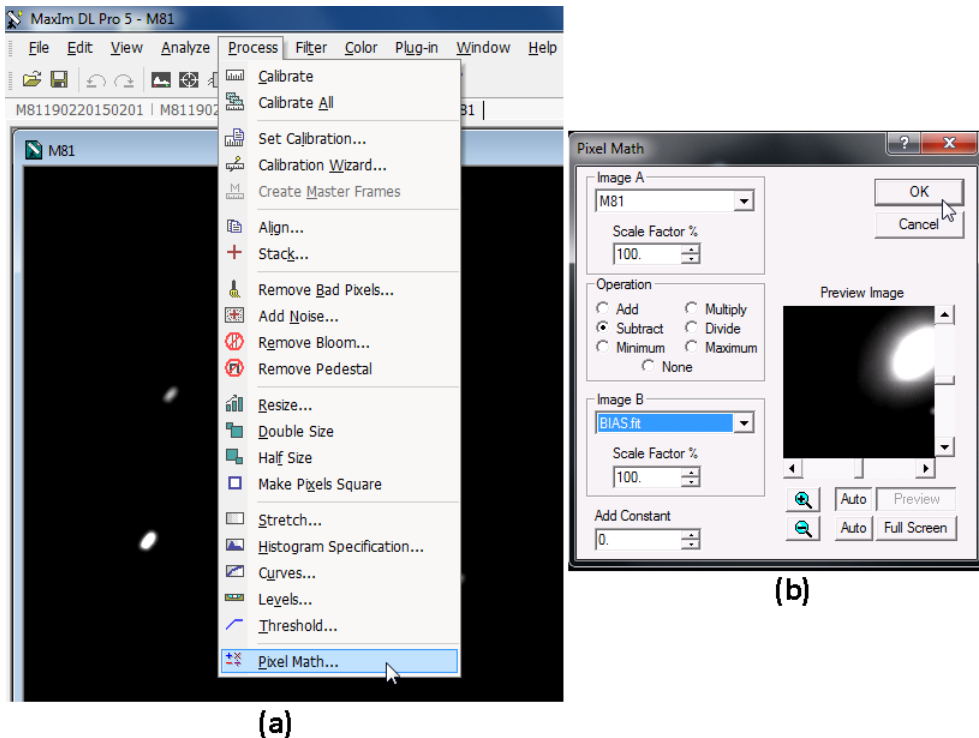 MaxIm DL Pro 5 - M81
File Edit View Analyze Process Filter Color Plug-in Window Help
M81190220150201 | M811902
81
M81
Calibrate
Calibrate All
Set Calibration...
Calibration Wizard...
Create Master Frames
Align...
Stack...
Remove Bad Pixels...
Add Noise...
Remove Bloom...
Remove Pedestal
Resize...
Double Size
Half Size
Make Pixels Square
Stretch...
Histogram Specification...
Curves...
Levels...
Threshold...
Pixel Math...
(a)
Pixel Math
Image A
M81
Scale Factor %
100.
OK
Cancel
Operation
Add Multiply
Subtract Divide
Minimum Maximum
None
Image B
BIAS.fit
Scale Factor %
100.
Add Constant
0.
Preview Image
Auto Preview
Auto Full Screen
(b)